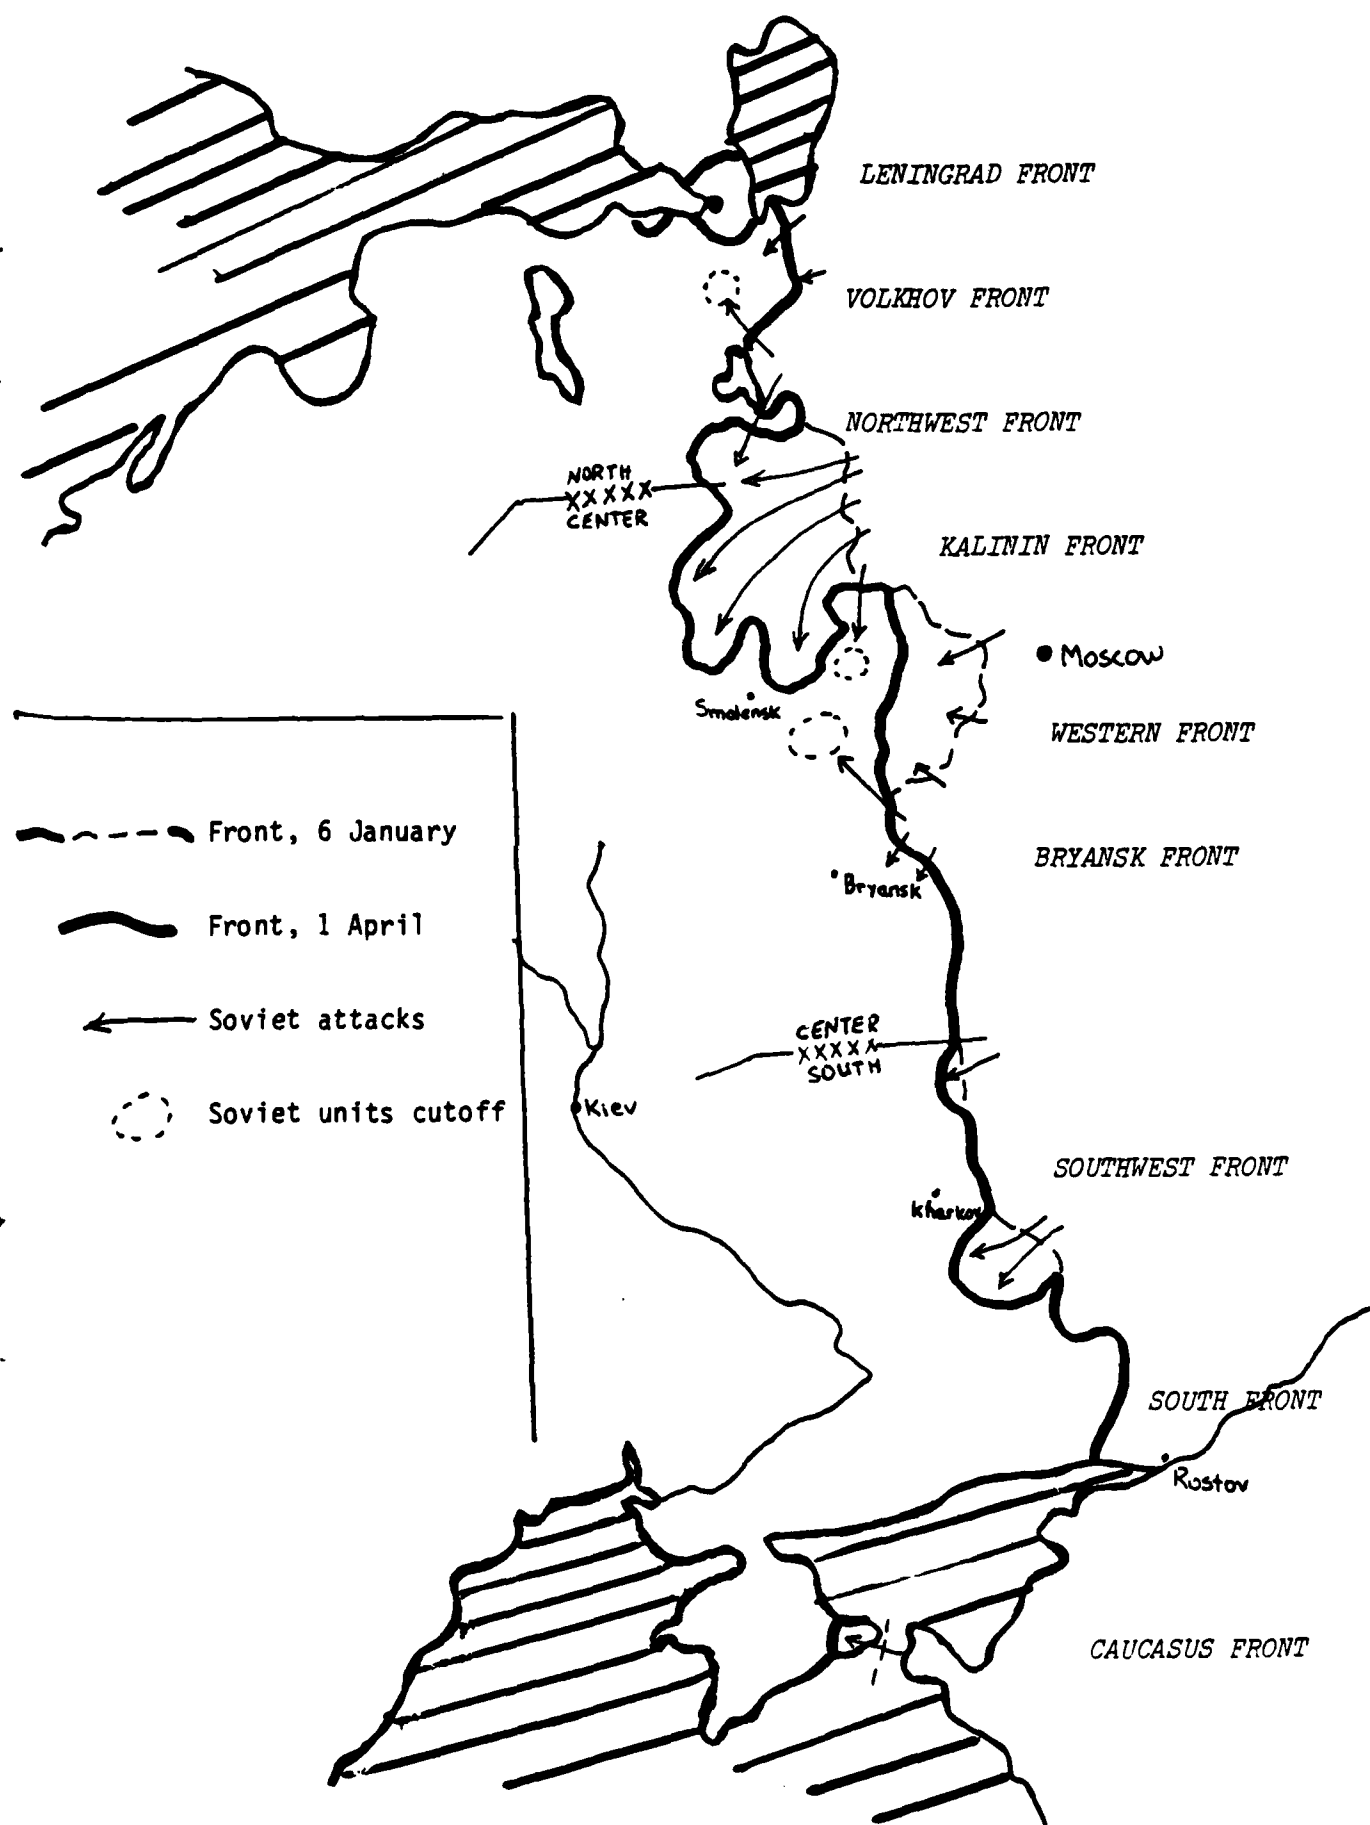 LENINGRAD FRONT
VOLKHOV FRONT
NORTHWEST FRONT
NORTH
XXXXX
CENTER
KALININ FRONT
Moscow
Smolensk
WESTERN FRONT
Front, 6 January
BRYANSK FRONT
Bryansk
Front, 1 April
Soviet attacks
CENTER
XXXXX
SOUTH
Soviet units cutoff
Kiev
SOUTHWEST FRONT
Kharkov
SOUTH FRONT
Rostov
CAUCASUS FRONT